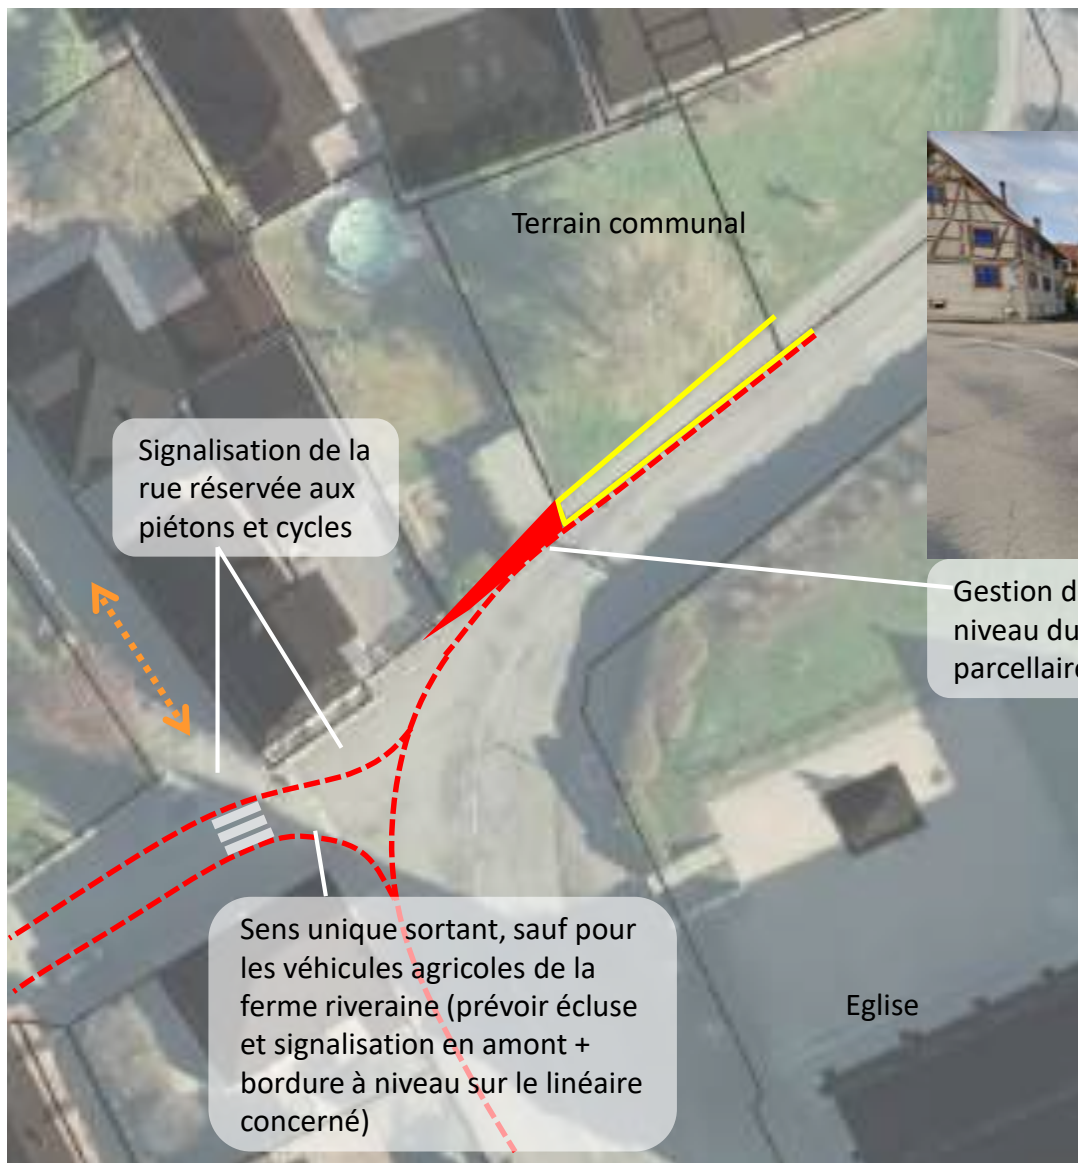 Terrain communal
Signalisation de la
rue réservée aux
piétons et cycles
Gestion d
niveau du
parcellaire
Sens unique sortant, sauf pour
les véhicules agricoles de la
ferme riveraine (prévoir écluse
et signalisation en amont +
bordure à niveau sur le linéaire
concerné)
Eglise